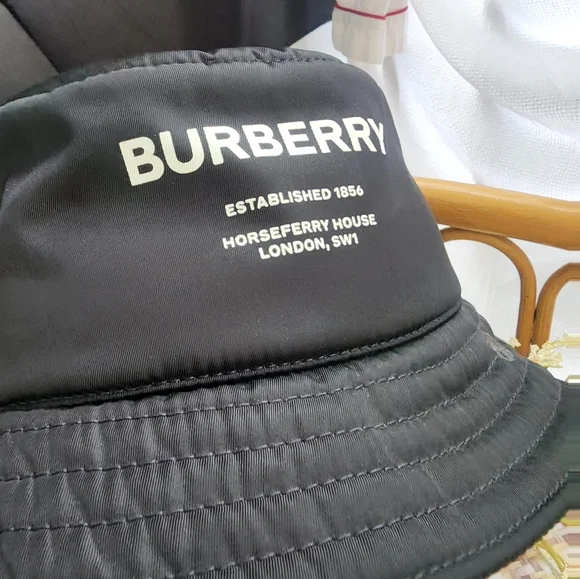 BURBERRY
ESTABLISHED 1856
HORSEFERRY HOUSE
LONDON, SW1